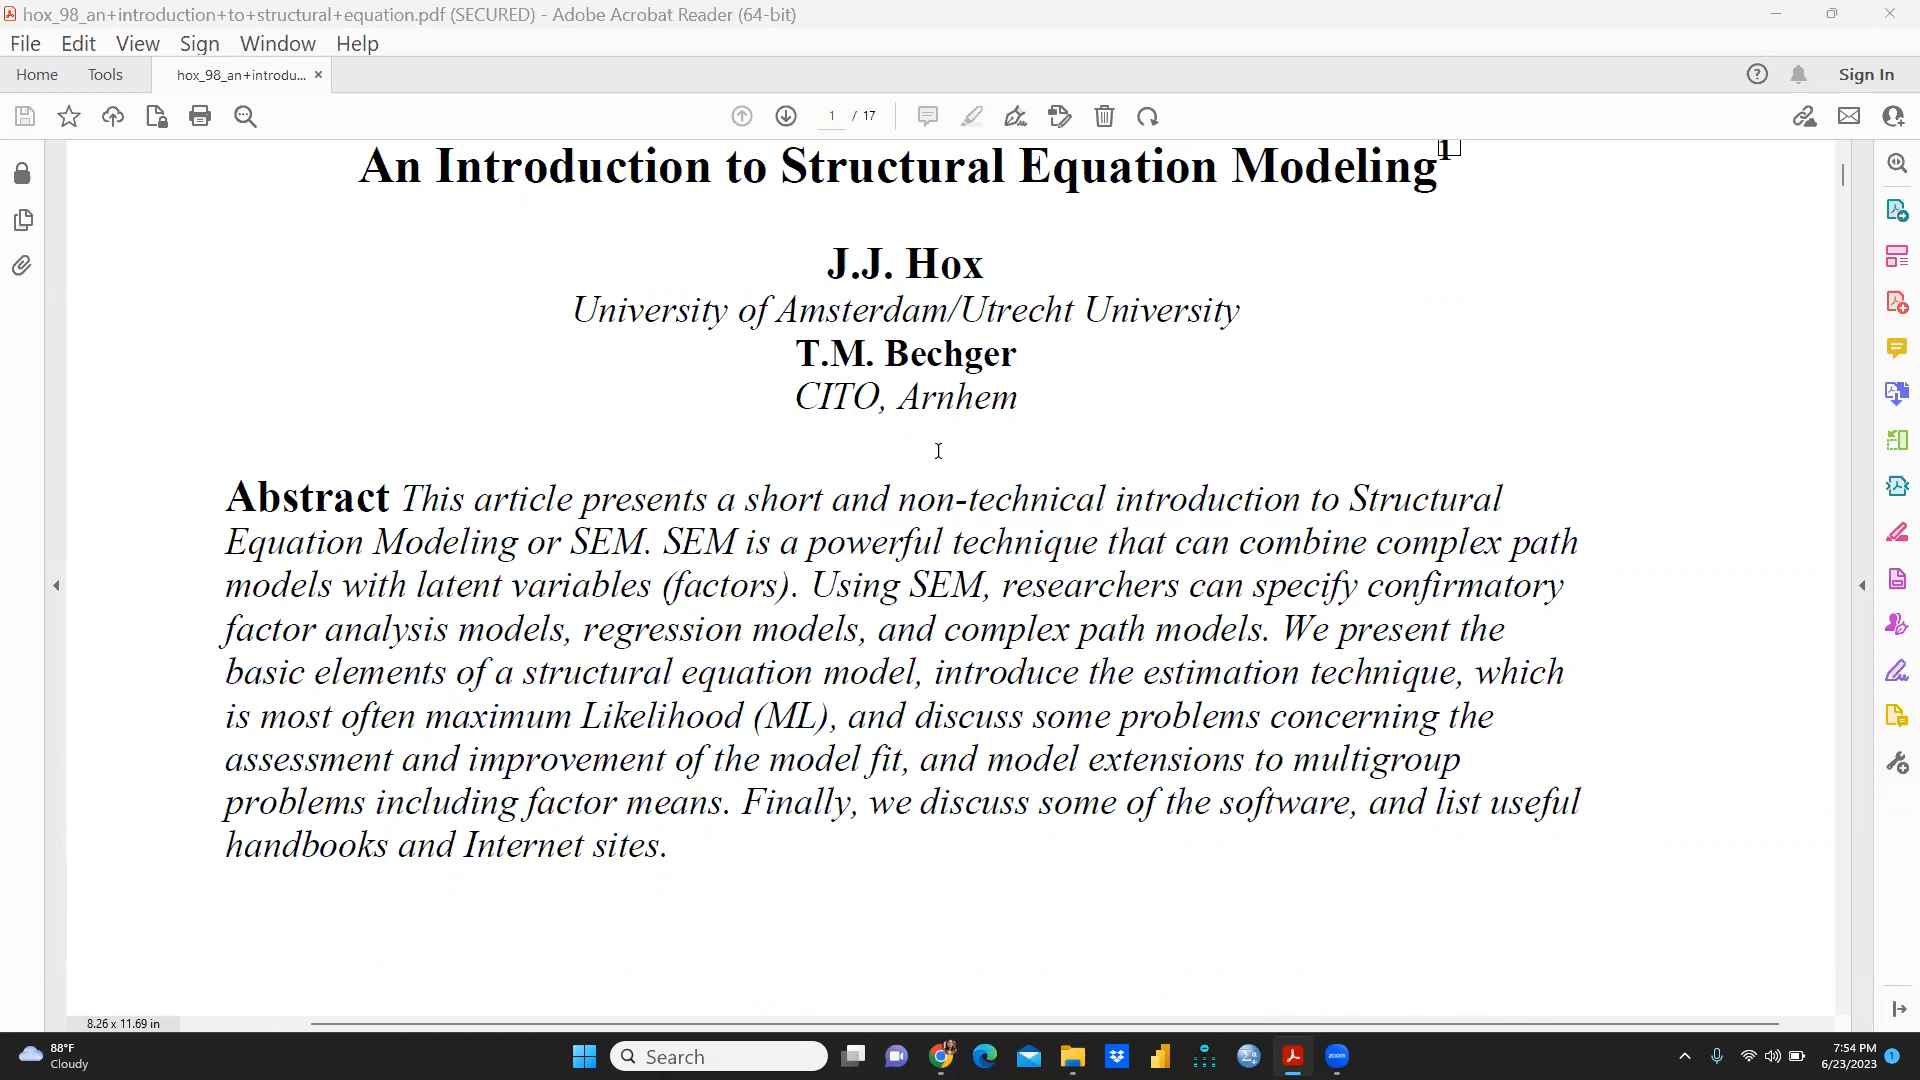 hox_98_an+introduction+to+structural+equation.pdf (SECURED) - Adobe Acrobat Reader (64-bit)
File Edit View Sign Window Help
Home Tools hox_98_an+introdu... × Sign In
1 / 17
An Introduction to Structural Equation Modeling1
J.J. Hox
University of Amsterdam/Utrecht University
T.M. Bechger
CITO, Arnhem
Abstract This article presents a short and non-technical introduction to Structural
Equation Modeling or SEM. SEM is a powerful technique that can combine complex path
models with latent variables (factors). Using SEM, researchers can specify confirmatory
factor analysis models, regression models, and complex path models. We present the
basic elements of a structural equation model, introduce the estimation technique, which
is most often maximum Likelihood (ML), and discuss some problems concerning the
assessment and improvement of the model fit, and model extensions to multigroup
problems including factor means. Finally, we discuss some of the software, and list useful
handbooks and Internet sites.
8.26 x 11.69 in
88°F
Cloudy
Search
zoom
7:54 PM
6/23/2023
1